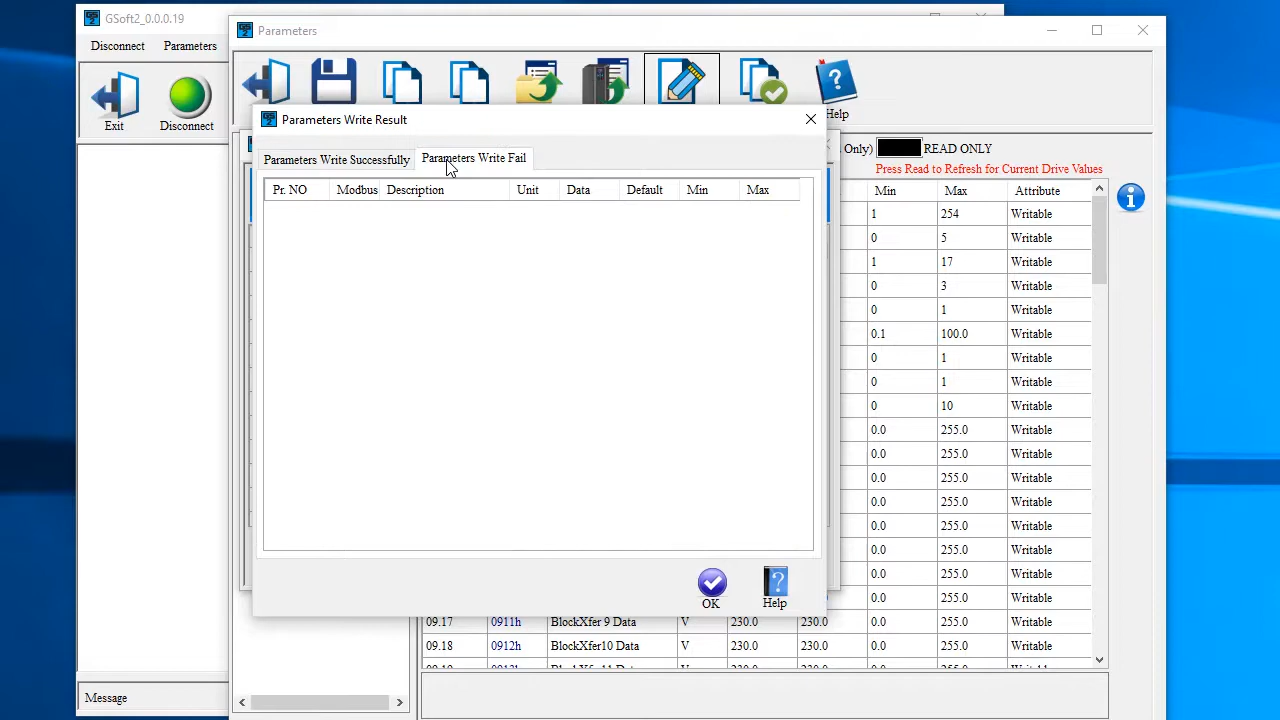 GSoft2_0.0.0.19
Disconnect Parameters
Exit Disconnect
Message
Parameters
Help
Only) READ ONLY
Press Read to Refresh for Current Drive Values
Parameters Write Result
Parameters Write Successfully Parameters Write Fail
Pr. NO Modbus Description Unit Data Default Min Max
OK Help
Min Max Attribute
1 254 Writable
0 5 Writable
1 17 Writable
0 3 Writable
0 1 Writable
0.1 100.0 Writable
0 1 Writable
0 1 Writable
0 10 Writable
0.0 255.0 Writable
0.0 255.0 Writable
0.0 255.0 Writable
0.0 255.0 Writable
0.0 255.0 Writable
0.0 255.0 Writable
0.0 255.0 Writable
0.0 255.0 Writable
09.17 0911h BlockXfer 9 Data V 230.0 230.0 0.0 255.0 Writable
09.18 0912h BlockXfer10 Data V 230.0 230.0 0.0 255.0 Writable